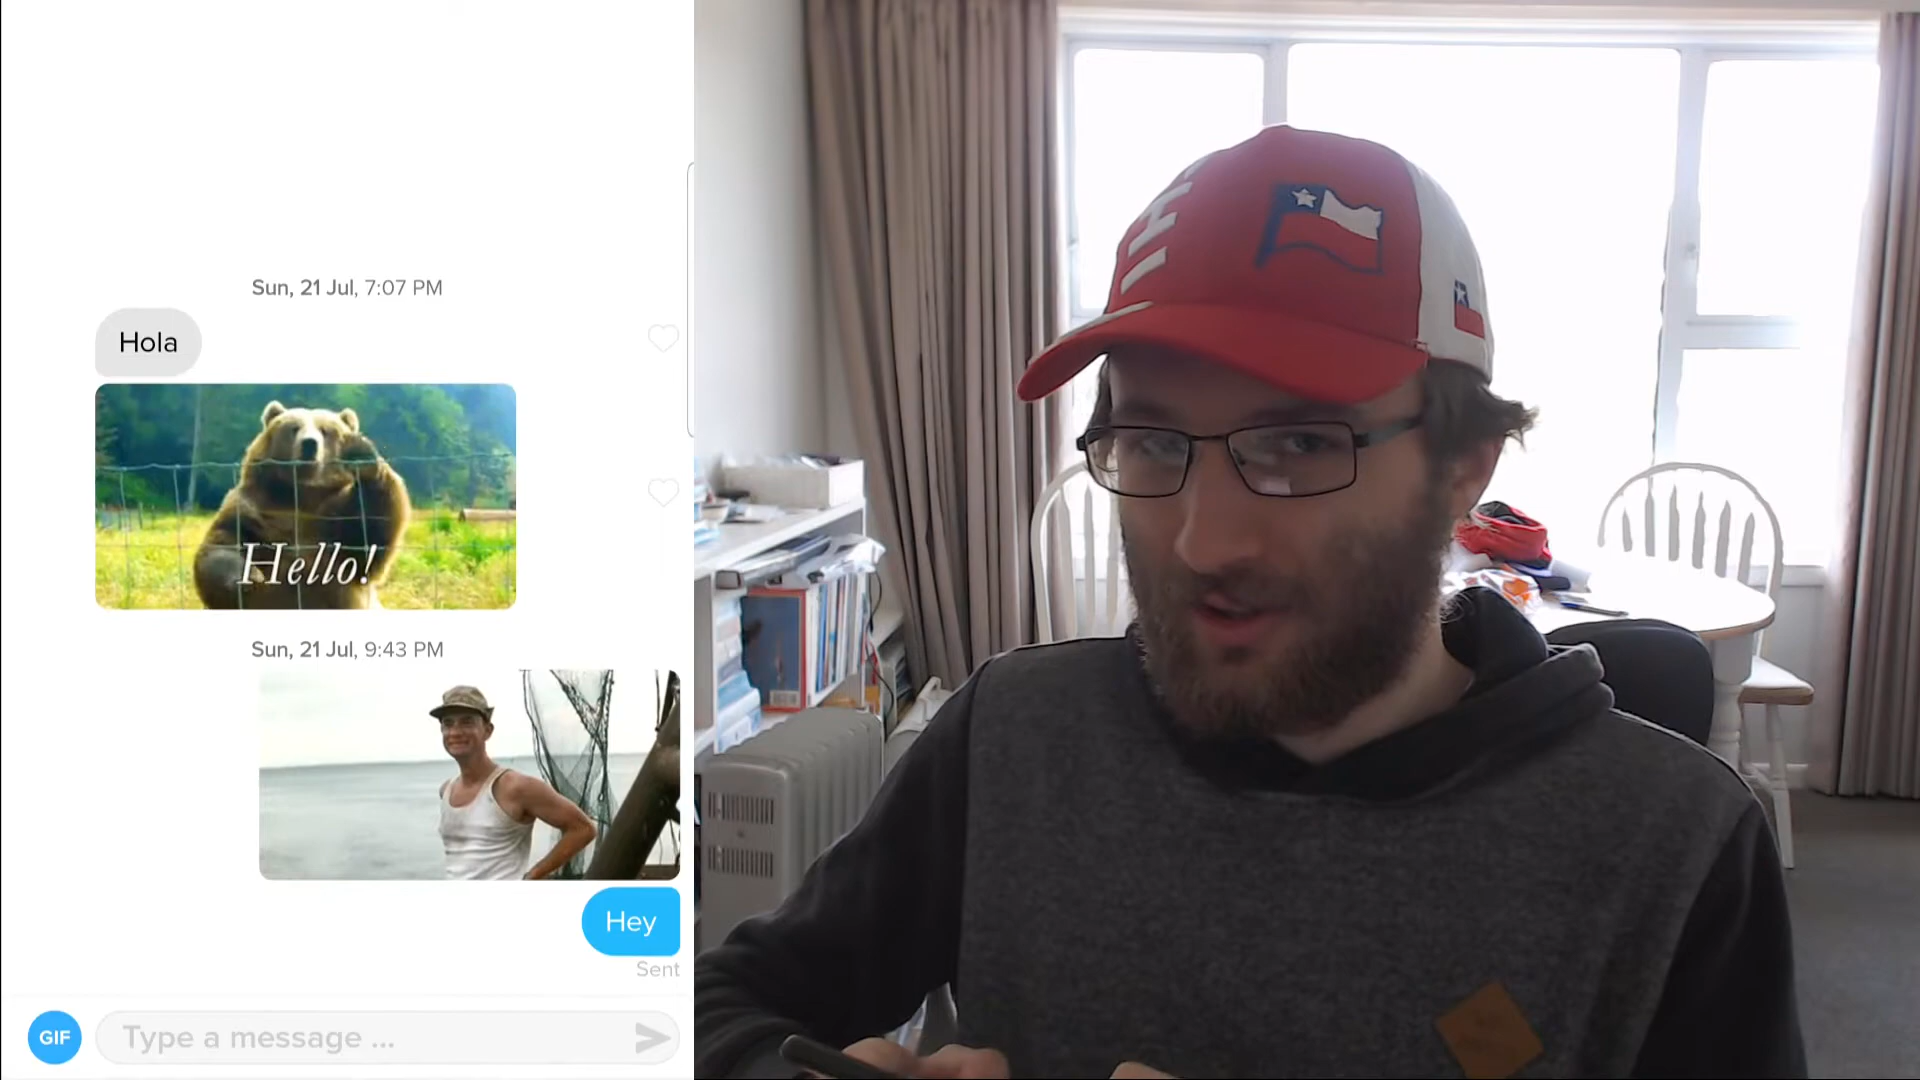 Sun, 21 Jul, 7:07 PM
Hola
Hello!
Sun, 21 Jul, 9:43 PM
Hey
Sent
GIF
Type a message ...